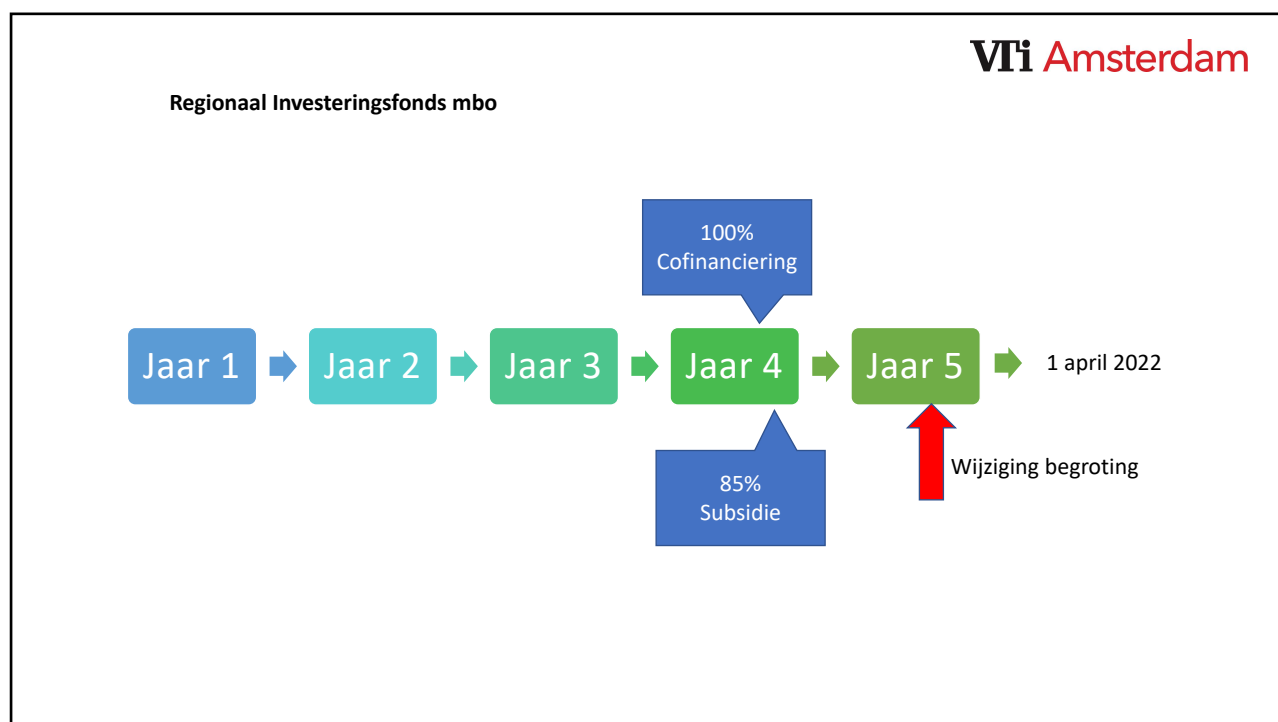 VTi Amsterdam
Regionaal Investeringsfonds mbo
100%
Cofinanciering
Jaar 1
Jaar 2
Jaar 3
Jaar 4
Jaar 5
1 april 2022
85%
Subsidie
Wijziging begroting